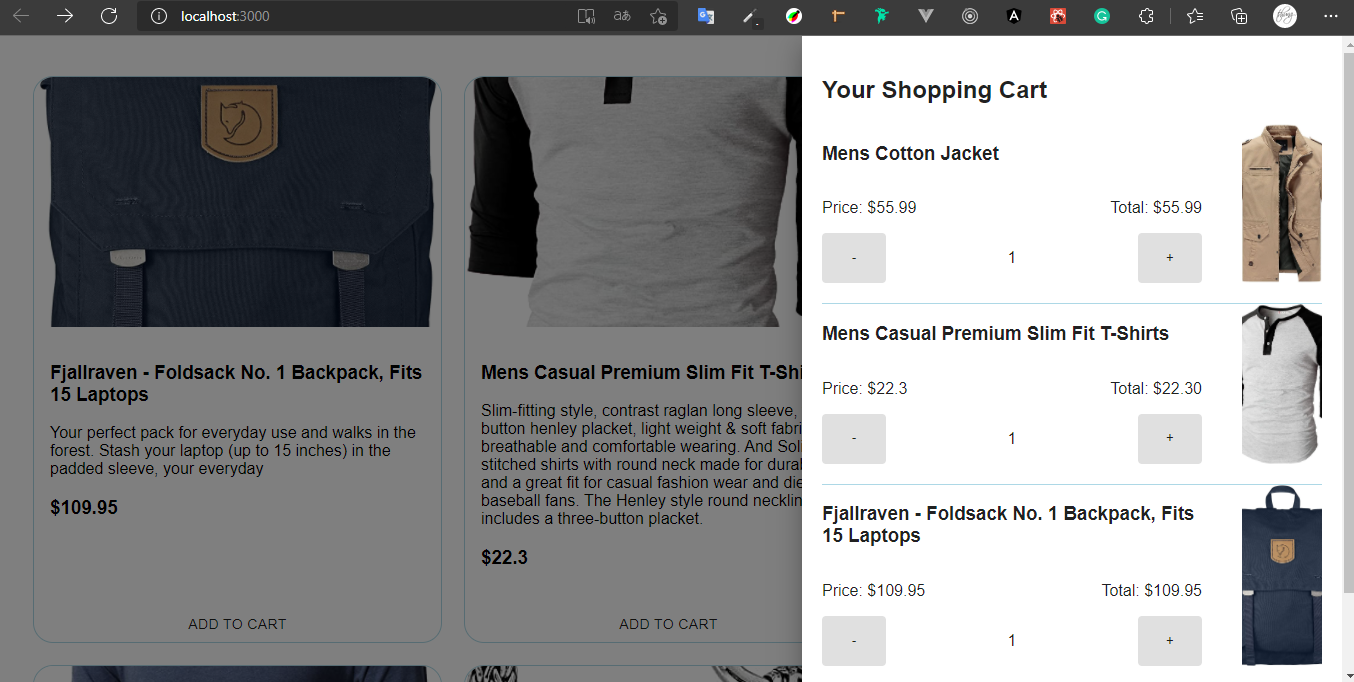 localhost:3000
Your Shopping Cart
Mens Cotton Jacket
Price: $55.99
Total: $55.99
-
1
+
Mens Casual Premium Slim Fit T-Shirts
Price: $22.3
Total: $22.30
-
1
+
Fjallraven - Foldsack No. 1 Backpack, Fits
15 Laptops
Price: $109.95
Total: $109.95
-
1
+
Fjallraven - Foldsack No. 1 Backpack, Fits
15 Laptops
Your perfect pack for everyday use and walks in the
forest. Stash your laptop (up to 15 inches) in the
padded sleeve, your everyday
$109.95
ADD TO CART
Mens Casual Premium Slim Fit T-Shi
Slim-fitting style, contrast raglan long sleeve,
button henley placket, light weight & soft fabri
breathable and comfortable wearing. And Soli
stitched shirts with round neck made for dural
and a great fit for casual fashion wear and die
baseball fans. The Henley style round necklin
includes a three-button placket.
$22.3
ADD TO CART